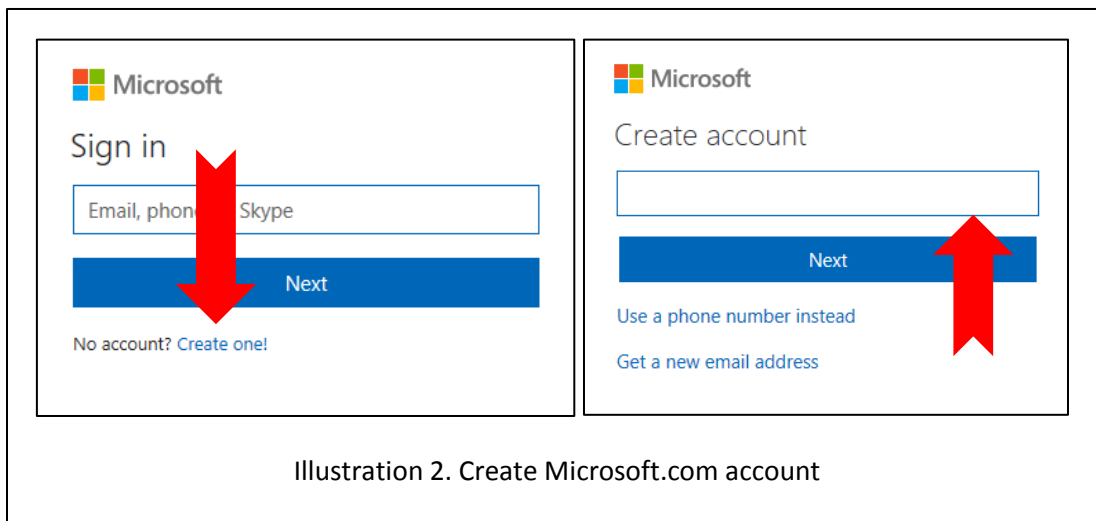 Microsoft
Sign in
Email, phon Skype
Next
No account? Create one!
Microsoft
Create account
Next
Use a phone number instead
Get a new email address
Illustration 2. Create Microsoft.com account